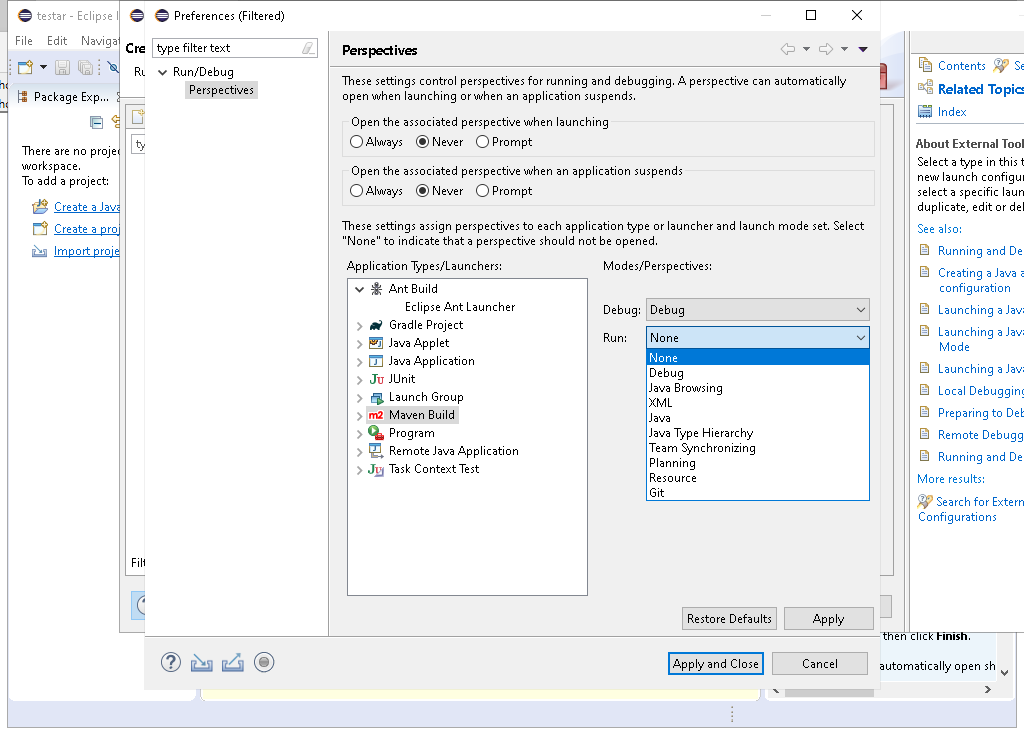 testar - Eclipse I
File Edit Navigat
Package Exp...
There are no projec
workspace.
To add a project:
Create a Java
Create a proj
Import proje
Cre
Ru
ty
Filt
Preferences (Filtered)
type filter text
Run/Debug
Perspectives
Perspectives
These settings control perspectives for running and debugging. A perspective can automatically
open when launching or when an application suspends.
Open the associated perspective when launching
Always Never Prompt
Open the associated perspective when an application suspends
Always Never Prompt
These settings assign perspectives to each application type or launcher and launch mode set. Select
"None" to indicate that a perspective should not be opened.
Application Types/Launchers:
Ant Build
Eclipse Ant Launcher
Gradle Project
Java Applet
Java Application
JUnit
Launch Group
Maven Build
Program
Remote Java Application
Task Context Test
Modes/Perspectives:
Debug: Debug
Run: None
None
Debug
Java Browsing
XML
Java
Java Type Hierarchy
Team Synchronizing
Planning
Resource
Git
Restore Defaults Apply
Apply and Close Cancel
Contents Se
Related Topics
Index
About External Tool
Select a type in this t
new launch configur
select a specific laun
duplicate, edit or del
See also:
Running and De
Creating a Java a
configuration
Launching a Java
Launching a Java
Mode
Launching a Java
Local Debugging
Preparing to Deb
Remote Debugg
Running and De
More results:
Search for Extern
Configurations
then click Finish.
automatically open sh